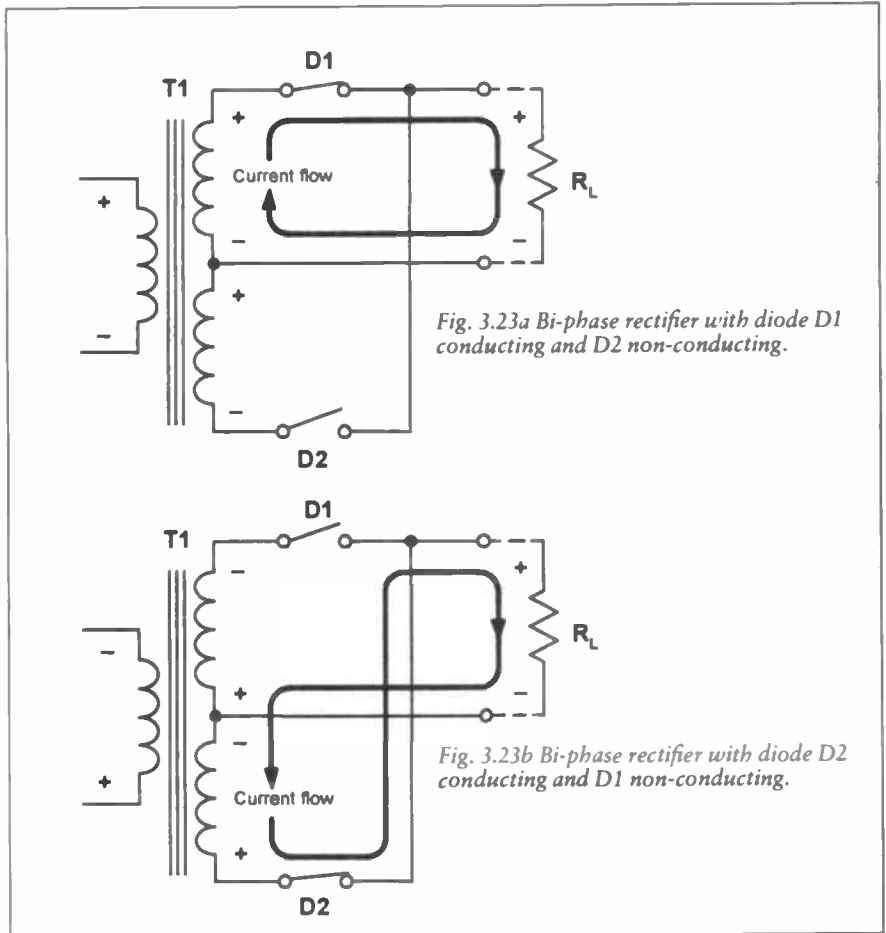 D1
T1
+
+
+
Current flow
R_L
−
−
−
+
Fig. 3.23a Bi-phase rectifier with diode D1
conducting and D2 non-conducting.
−
D2
D1
T1
−
+
R_L
−
+
−
−
+
Fig. 3.23b Bi-phase rectifier with diode D2
conducting and D1 non-conducting.
Current flow
+
D2